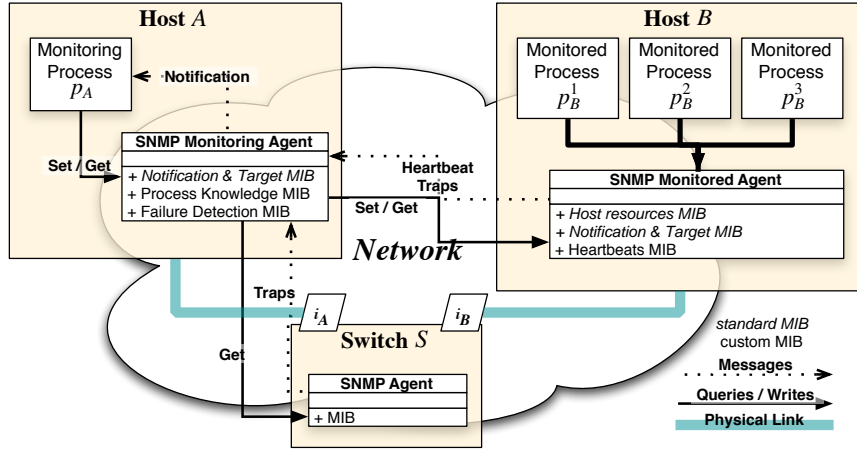 Host A
Monitoring
Process
p_A
Notification
SNMP Monitoring Agent
+ Notification & Target MIB
+ Process Knowledge MIB
+ Failure Detection MIB
Set / Get
Host B
Monitored
Process
p_B^1
Monitored
Process
p_B^2
Monitored
Process
p_B^3
Heartbeat
Traps
Set / Get
SNMP Monitored Agent
+ Host resources MIB
+ Notification & Target MIB
+ Heartbeats MIB
Network
Traps
Get
i_A
i_B
Switch S
SNMP Agent
+ MIB
standard MIB
custom MIB
Messages
Queries / Writes
Physical Link